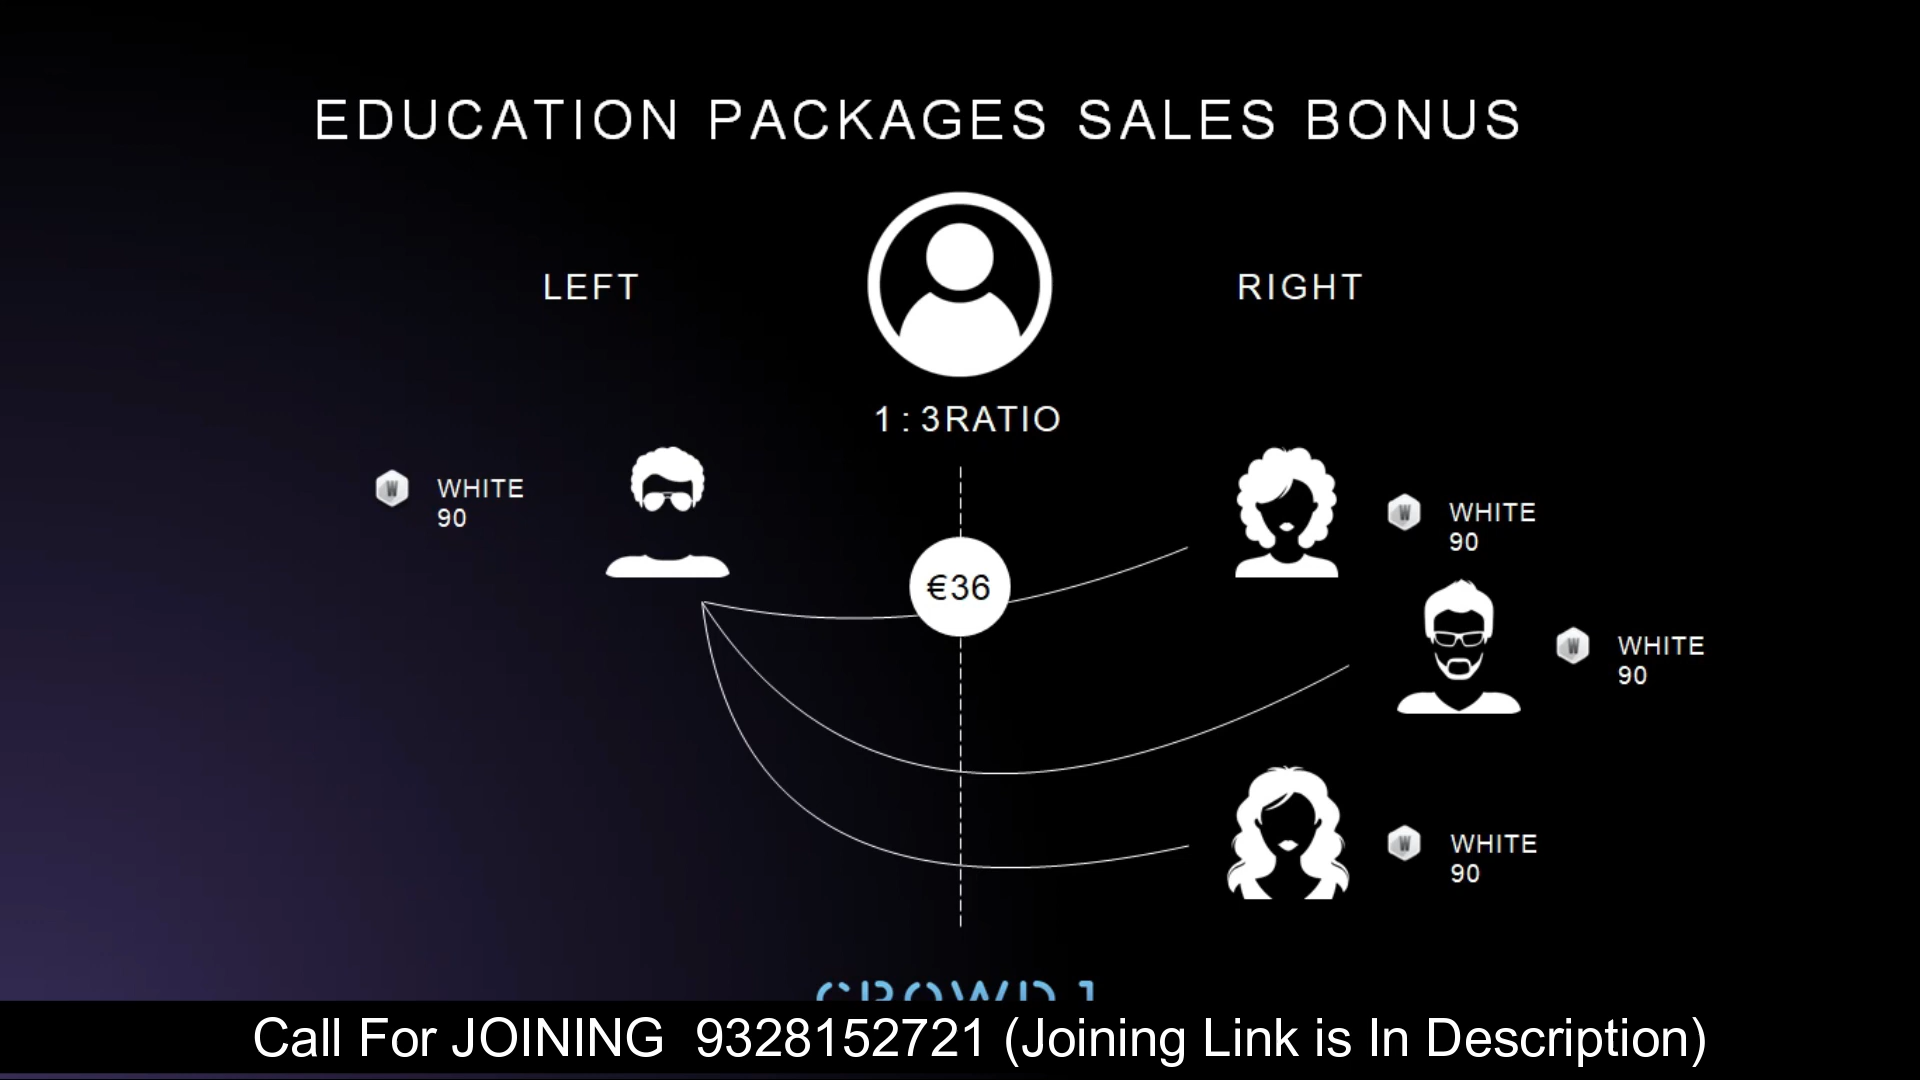 EDUCATION PACKAGES SALES BONUS
LEFT
RIGHT
1 : 3RATIO
W WHITE
90
W WHITE
90
€36
W WHITE
90
W WHITE
90
CROWD1
Call For JOINING 9328152721 (Joining Link is In Description)